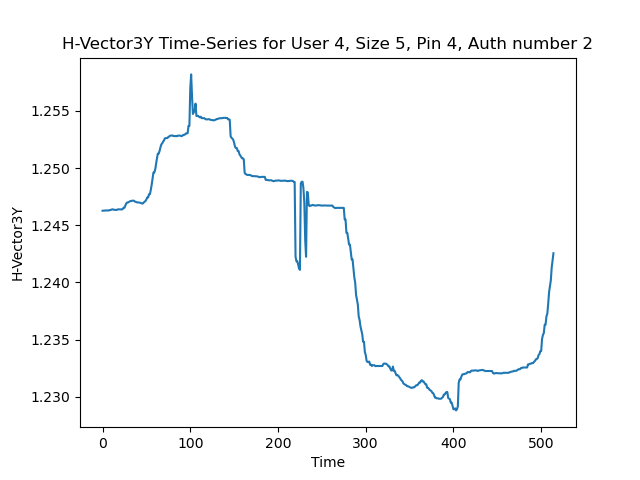 H-Vector3Y Time-Series for User 4, Size 5, Pin 4, Auth number 2
1.255
1.250
1.245
1.240
1.235
1.230
H-Vector3Y
0 100 200 300 400 500
Time